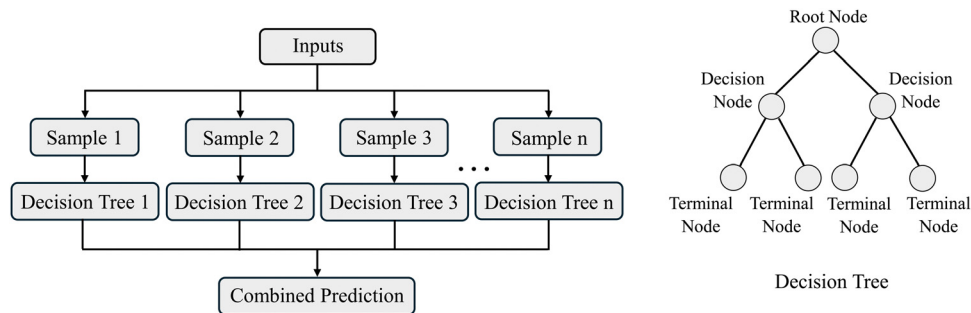 Inputs
Sample 1
Sample 2
Sample 3
Sample n
...
Decision Tree 1
Decision Tree 2
Decision Tree 3
Decision Tree n
Combined Prediction
Root Node
Decision
Node
Decision
Node
Terminal
Node
Terminal
Node
Terminal
Node
Terminal
Node
Decision Tree